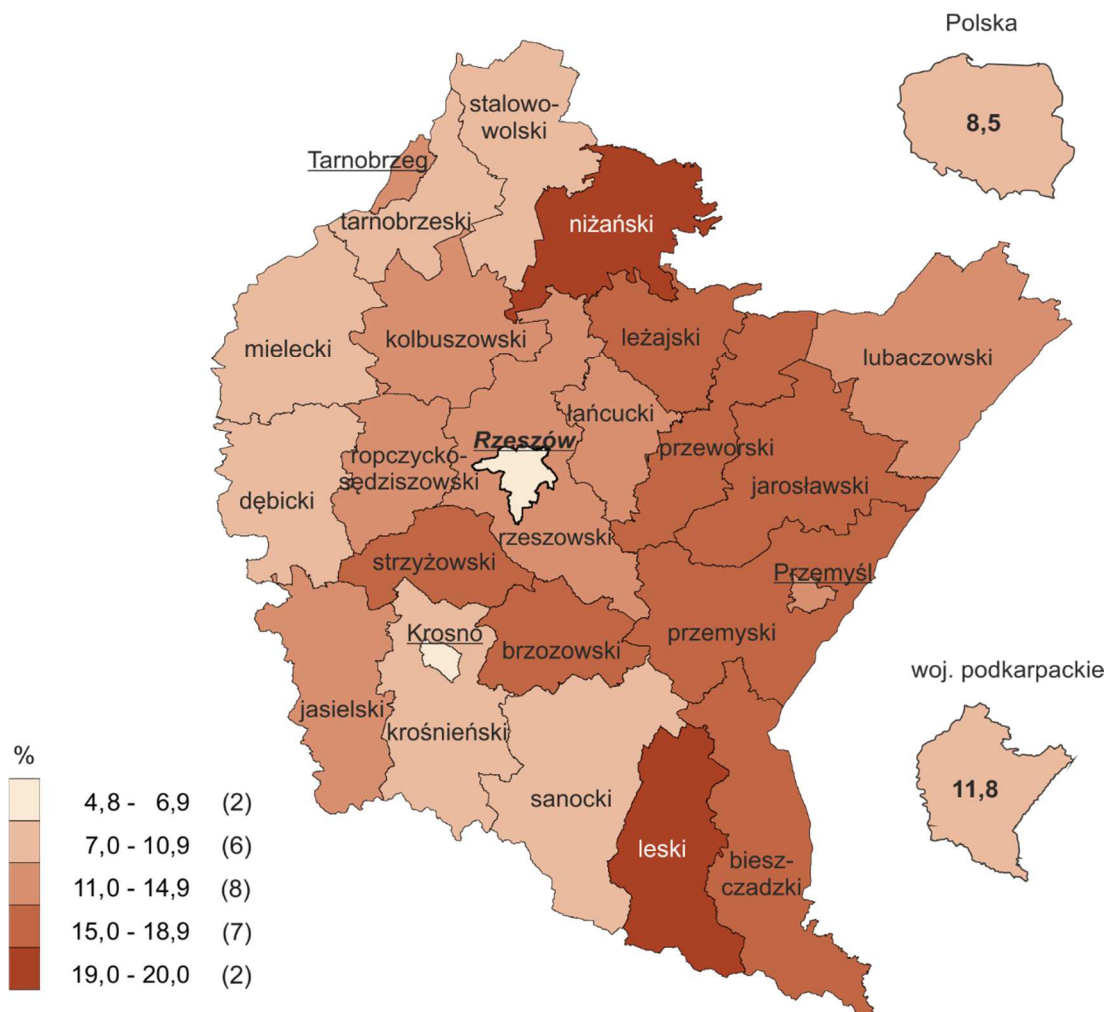 Polska
8,5
stalowo-
wolski
Tarnobrzeg
tarnobrzeski
niżański
mielecki
kolbuszowski
leżajski
lubaczowski
łańcucki
Rzeszów
ropczycko-
sędziszowski
przeworski
jarosławski
dębicki
rzeszowski
strzyżowski
Przemyśl
Krosno
brzozowski
przemyski
jasielski
krośnieński
sanocki
leski
biesz-
czadzki
woj. podkarpackie
11,8
%
4,8 - 6,9 (2)
7,0 - 10,9 (6)
11,0 - 14,9 (8)
15,0 - 18,9 (7)
19,0 - 20,0 (2)